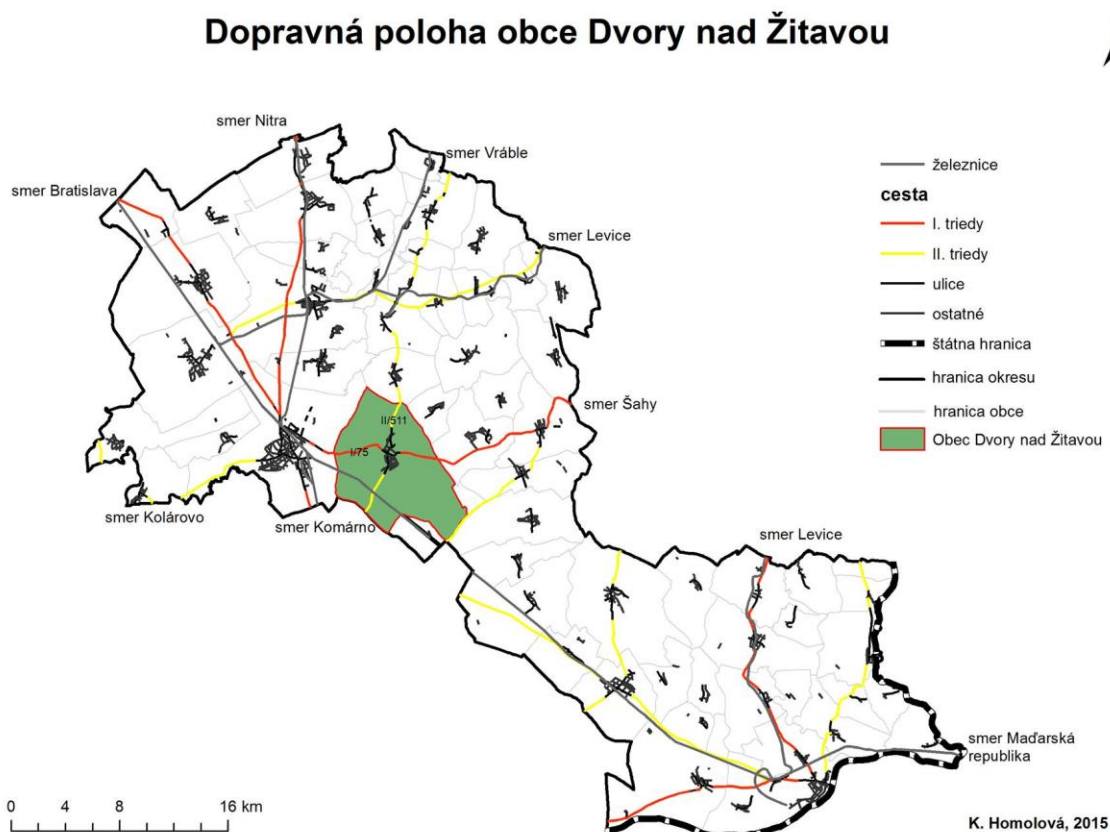 Dopravná poloha obce Dvory nad Žitavou
smer Nitra
smer Vráble
smer Bratislava
smer Levice
železnice
cesta
I. triedy
II. triedy
ulice
ostatné
štátna hranica
hranica okresu
hranica obce
Obec Dvory nad Žitavou
smer Šahy
II/511
I/75
smer Kolárovo
smer Komárno
smer Levice
smer Maďarská
republika
0 4 8 16 km
K. Homolová, 2015